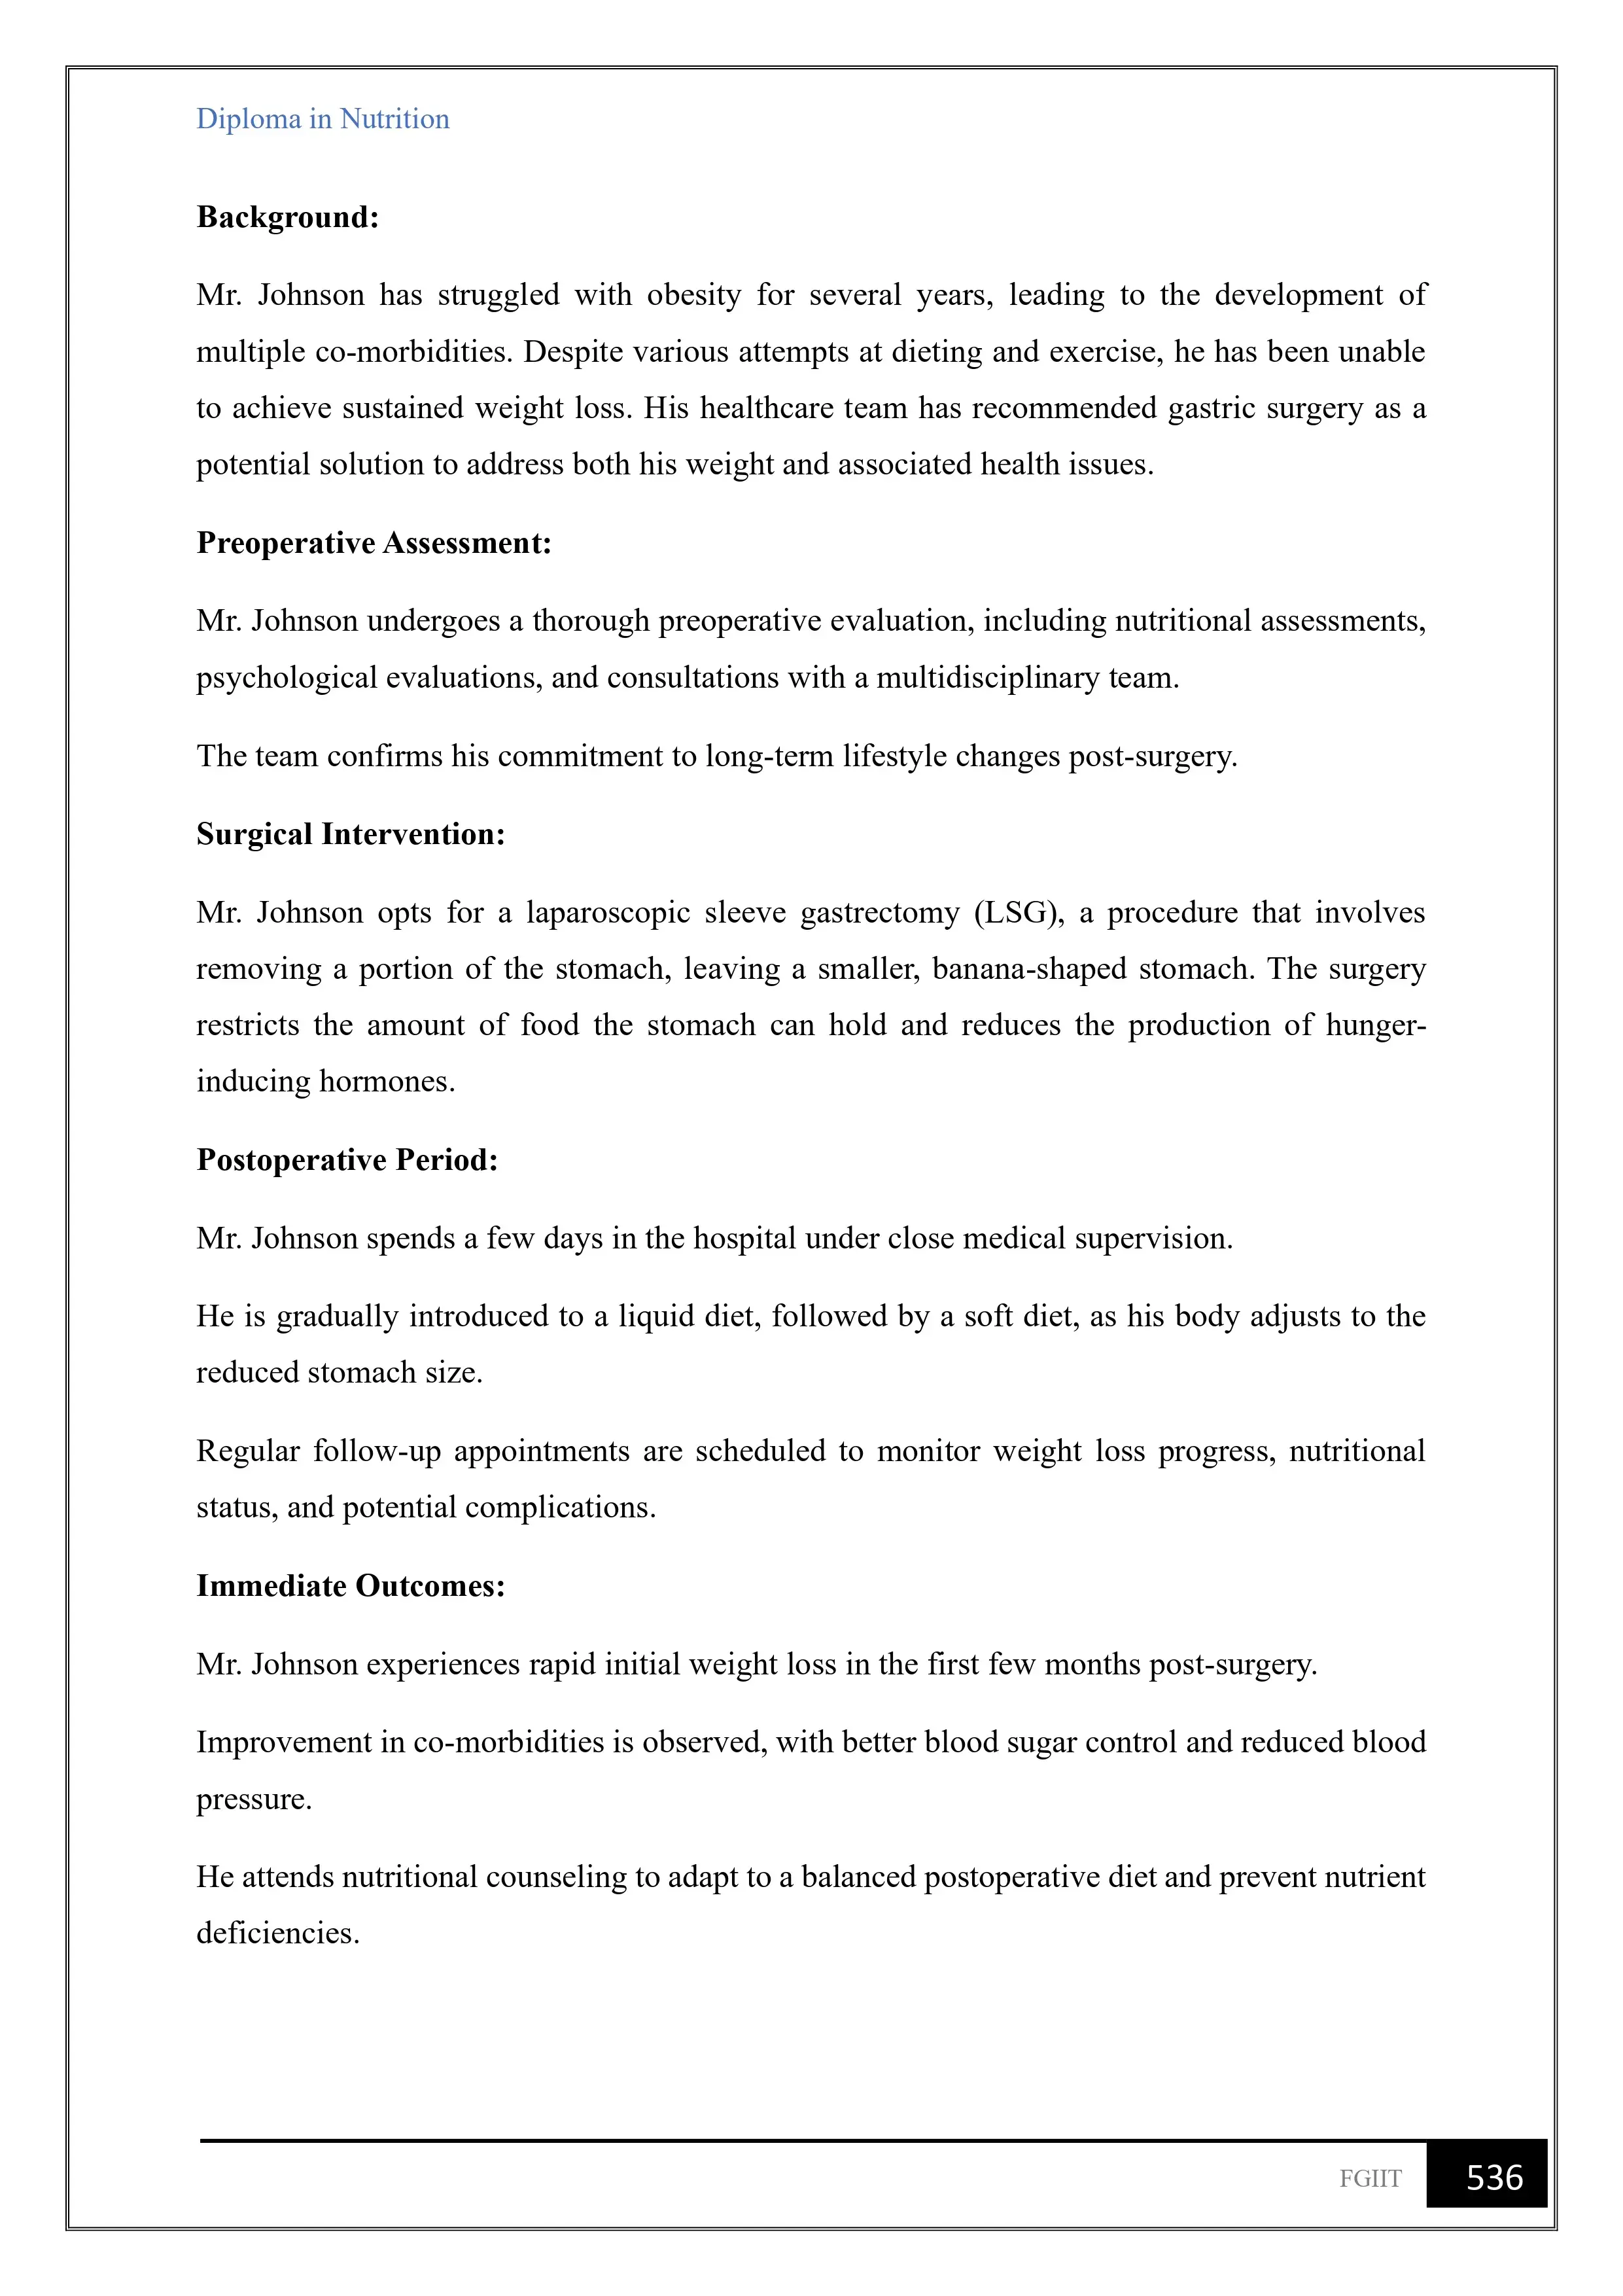 Diploma in Nutrition
Background:
Mr. Johnson has struggled with obesity for several years, leading to the development of
multiple co-morbidities. Despite various attempts at dieting and exercise, he has been unable
to achieve sustained weight loss. His healthcare team has recommended gastric surgery as a
potential solution to address both his weight and associated health issues.
Preoperative Assessment:
Mr. Johnson undergoes a thorough preoperative evaluation, including nutritional assessments,
psychological evaluations, and consultations with a multidisciplinary team.
The team confirms his commitment to long-term lifestyle changes post-surgery.
Surgical Intervention:
Mr. Johnson opts for a laparoscopic sleeve gastrectomy (LSG), a procedure that involves
removing a portion of the stomach, leaving a smaller, banana-shaped stomach. The surgery
restricts the amount of food the stomach can hold and reduces the production of hunger-
inducing hormones.
Postoperative Period:
Mr. Johnson spends a few days in the hospital under close medical supervision.
He is gradually introduced to a liquid diet, followed by a soft diet, as his body adjusts to the
reduced stomach size.
Regular follow-up appointments are scheduled to monitor weight loss progress, nutritional
status, and potential complications.
Immediate Outcomes:
Mr. Johnson experiences rapid initial weight loss in the first few months post-surgery.
Improvement in co-morbidities is observed, with better blood sugar control and reduced blood
pressure.
He attends nutritional counseling to adapt to a balanced postoperative diet and prevent nutrient
deficiencies.
FGIIT 536